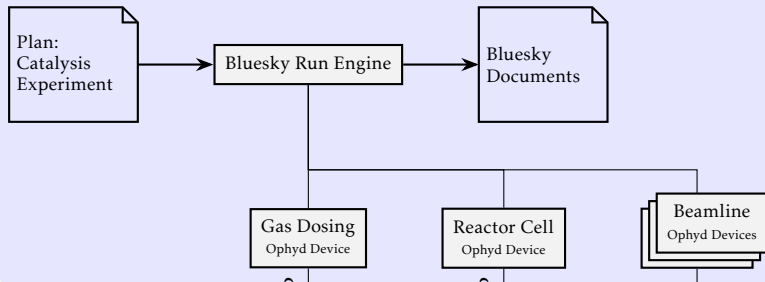 Plan:
Catalysis
Experiment
Bluesky Run Engine
Bluesky
Documents
Gas Dosing
Ophyd Device
Reactor Cell
Ophyd Device
Beamline
Ophyd Devices